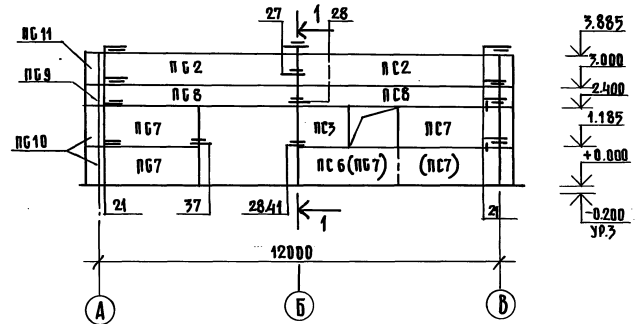 27 1 28 3.885
ПС11 ПС2 ПС2 3.000
ПС9 ПС8 ПС8 2.400
ПС7 ПС3 ПС7 1.185
ПС10 ПС7 ПС6(ПС7) (ПС7) +0.000
21 37 28.41 21 -0.200
1 УР.3
12000
А Б В